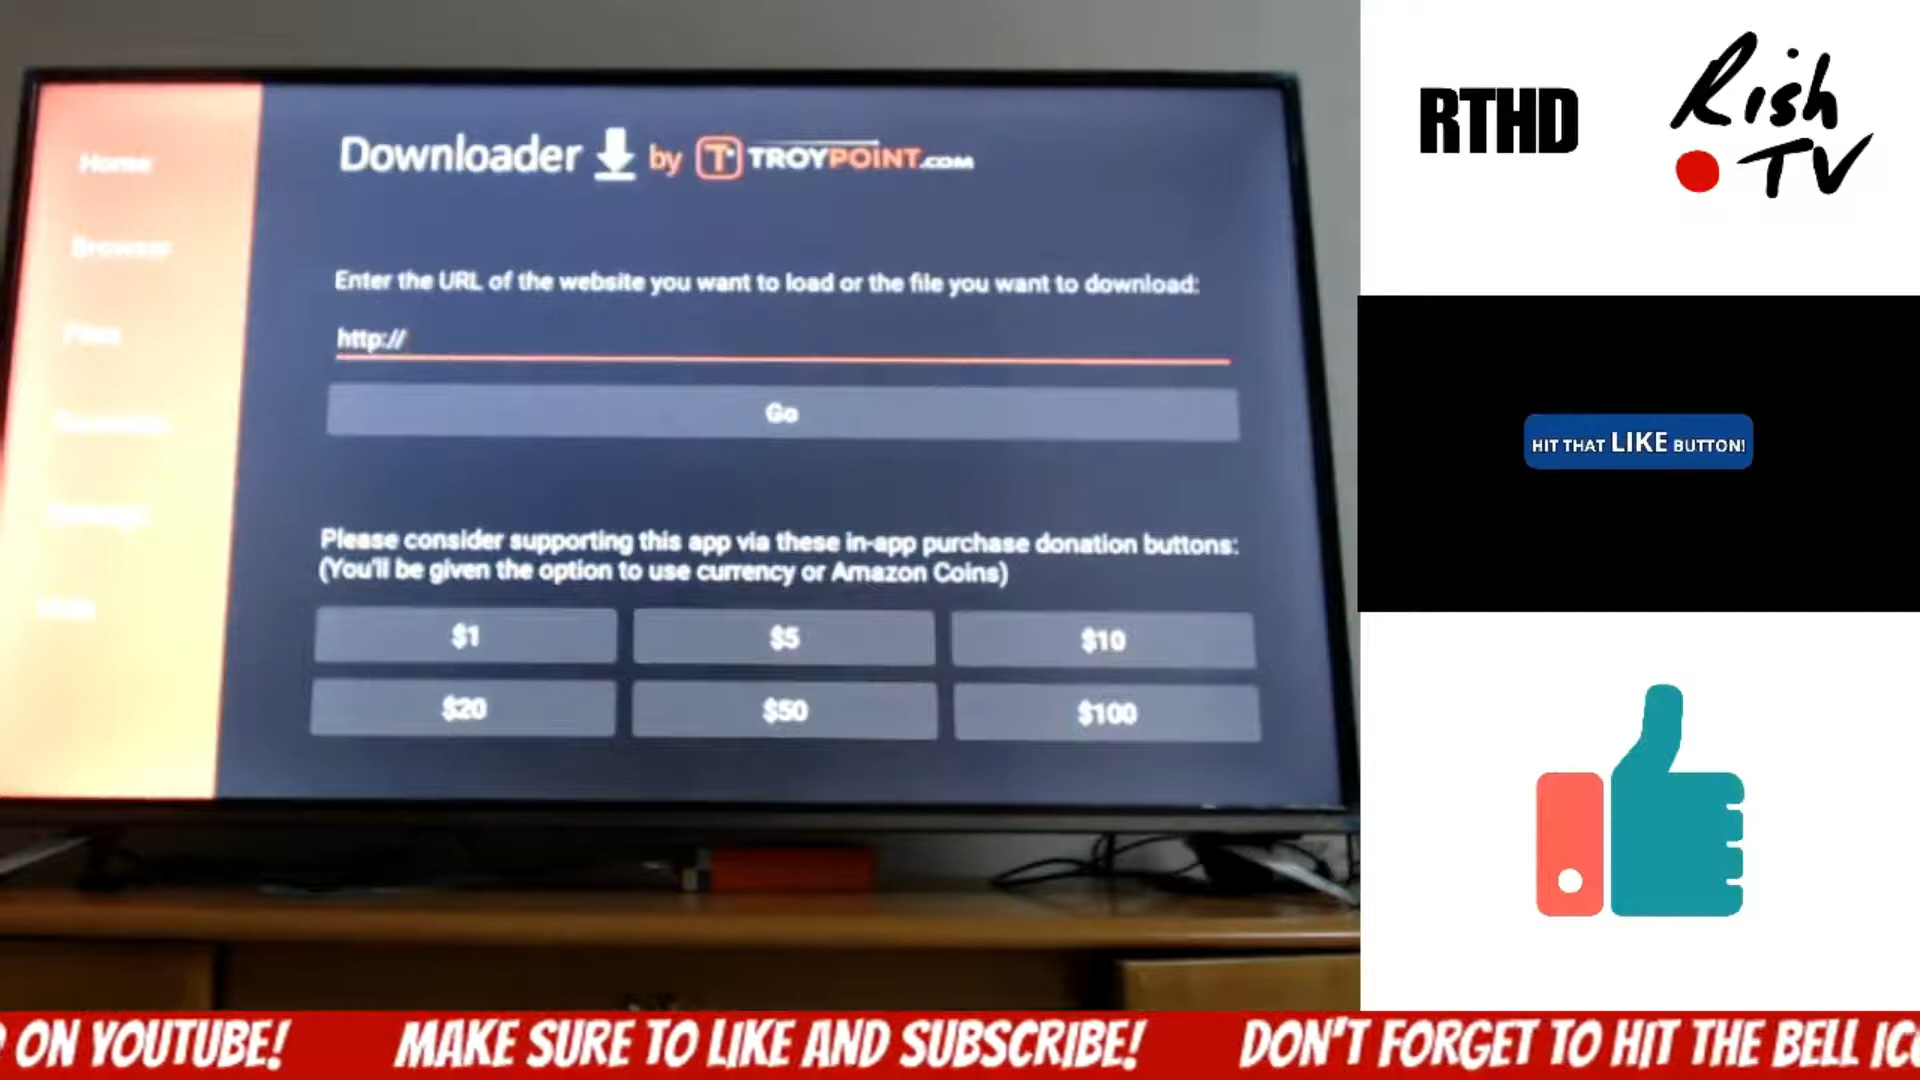 Home
Browser
Files
Downloader by TROYPOINT.COM
Enter the URL of the website you want to load or the file you want to download:
http://
Go
Please consider supporting this app via these in-app purchase donation buttons:
(You'll be given the option to use currency or Amazon Coins)
$1
$5
$10
$20
$50
$100
RTHD
Rish
TV
HIT THAT LIKE BUTTON!
ON YOUTUBE! MAKE SURE TO LIKE AND SUBSCRIBE! DON'T FORGET TO HIT THE BELL